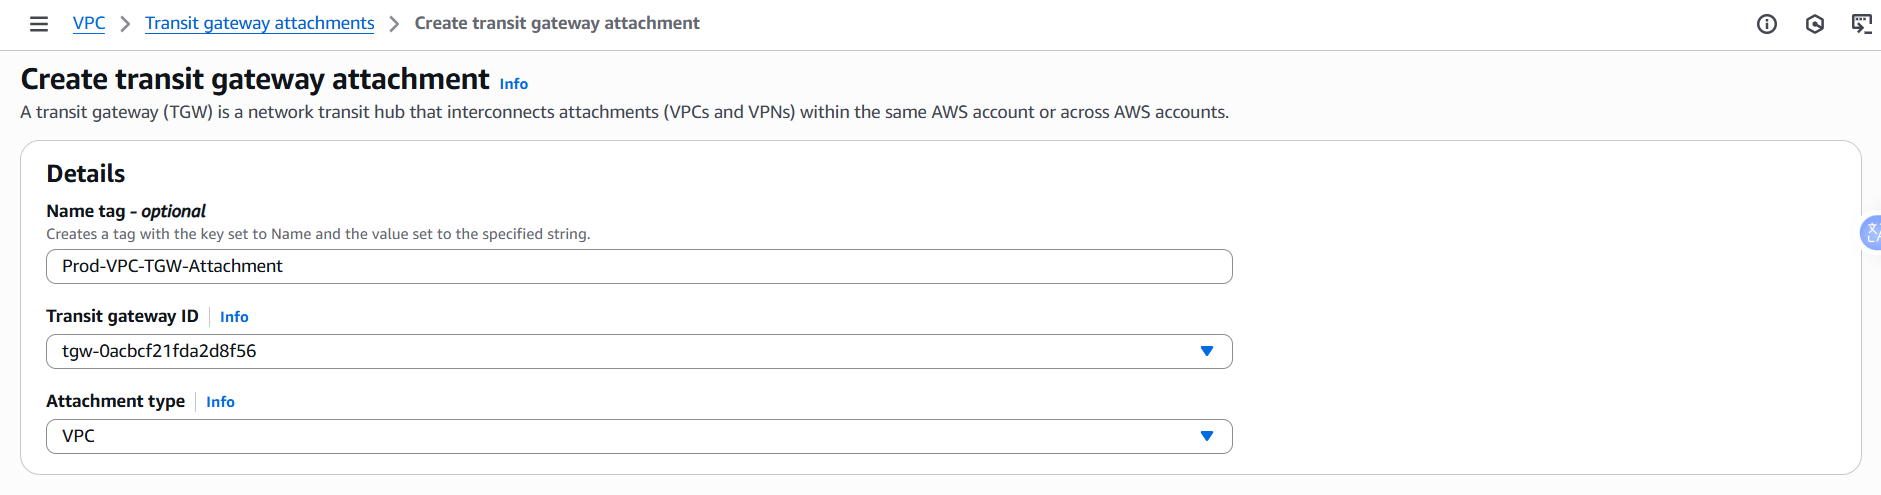 VPC > Transit gateway attachments > Create transit gateway attachment
Create transit gateway attachment Info
A transit gateway (TGW) is a network transit hub that interconnects attachments (VPCs and VPNs) within the same AWS account or across AWS accounts.
Details
Name tag - optional
Creates a tag with the key set to Name and the value set to the specified string.
Prod-VPC-TGW-Attachment
Transit gateway ID Info
tgw-0acbcf21fda2d8f56
Attachment type Info
VPC